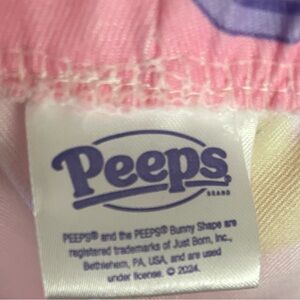 Peeps
BRAND
PEEPS® and the PEEPS® Bunny Shape are
registered trademarks of Just Born, Inc.,
Bethlehem, PA, USA, and are used
under license. © 2024.